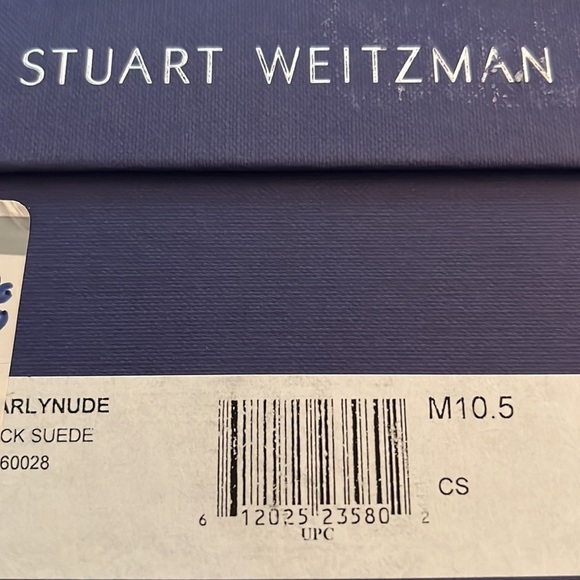 STUART WEITZMAN
ARLYNUDE
CK SUEDE
60028
M10.5
CS
6 12025 23580 2
UPC